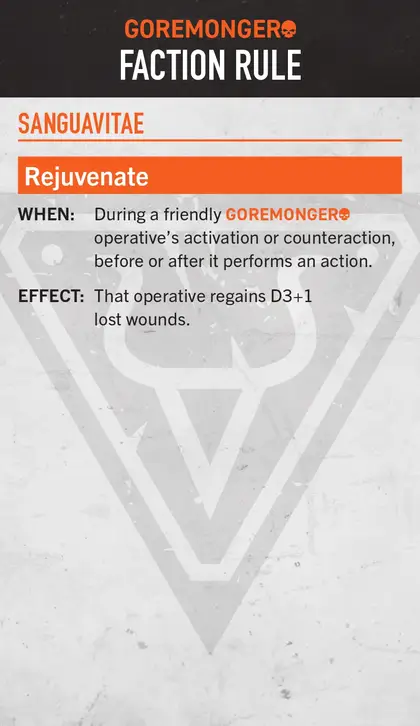 GOREMONGER
FACTION RULE
SANGUAVITAE
Rejuvenate
WHEN: During a friendly GOREMONGER
operative's activation or counteraction,
before or after it performs an action.
EFFECT: That operative regains D3+1
lost wounds.